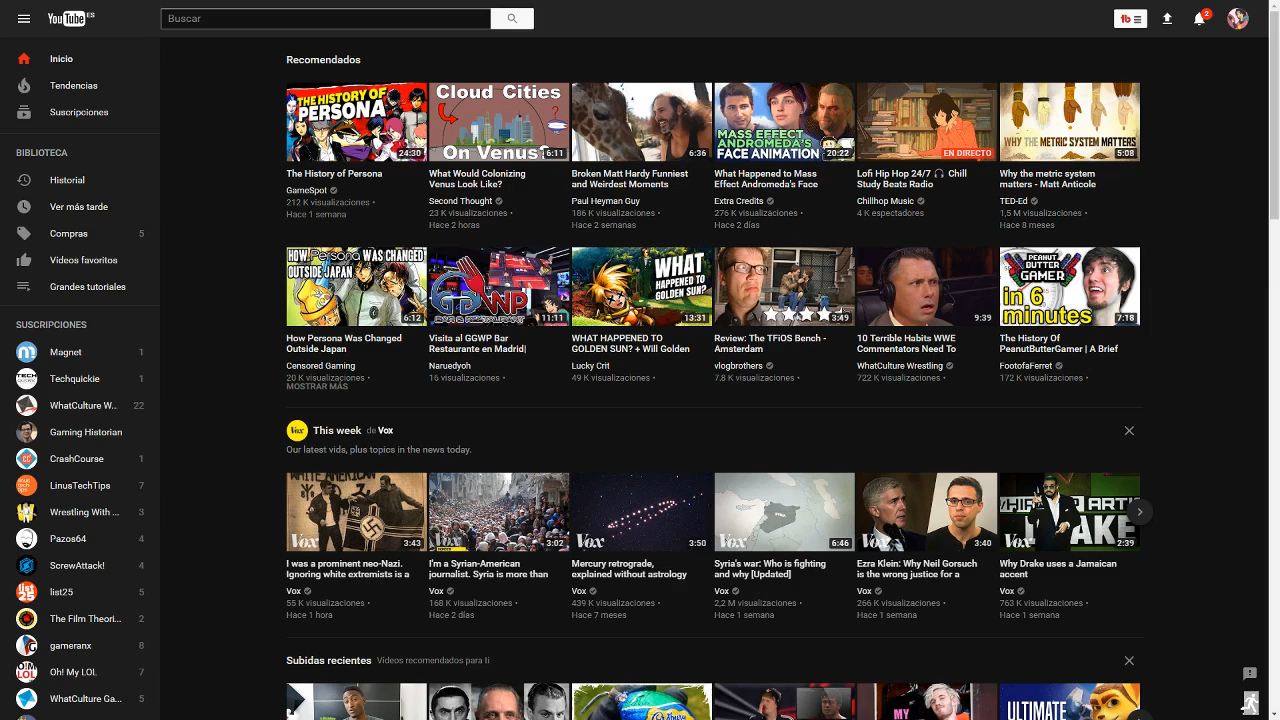 YouTube ES
Buscar
2
Inicio
Tendencias
Suscripciones
BIBLIOTECA
Historial
Ver más tarde
Compras 5
Vídeos favoritos
Grandes tutoriales
SUSCRIPCIONES
Magnet 1
Techquickie 1
WhatCulture W... 22
Gaming Historian
CrashCourse 1
LinusTechTips 7
Wrestling With ... 3
Pazos64 4
ScrewAttack! 4
list25 5
The Film Theori... 2
gameranx 8
Oh! My LOL 7
WhatCulture Ga... 5
Recomendados
THE HISTORY OF PERSONA
24:30
Cloud Cities On Venus?
6:11
6:36
MASS EFFECT ANDROMEDA'S FACE ANIMATION
20:22
EN DIRECTO
WHY THE METRIC SYSTEM MATTERS
5:08
The History of Persona
GameSpot
212 K visualizaciones •
Hace 1 semana
What Would Colonizing
Venus Look Like?
Second Thought
23 K visualizaciones •
Hace 2 horas
Broken Matt Hardy Funniest
and Weirdest Moments
Paul Heyman Guy
186 K visualizaciones •
Hace 2 semanas
What Happened to Mass
Effect Andromeda's Face
Extra Credits
276 K visualizaciones •
Hace 2 días
Lofi Hip Hop 24/7 🎧 Chill
Study Beats Radio
Chillhop Music
4 K espectadores
Why the metric system
matters - Matt Anticole
TED-Ed
1,5 M visualizaciones •
Hace 8 meses
HOW Persona WAS CHANGED
OUTSIDE JAPAN
6:12
GGWP
BAR & RESTAURANT
11:11
WHAT HAPPENED TO GOLDEN SUN?
13:31
3:49
9:39
PEANUT BUTTER GAMER
in 6 minutes
7:18
How Persona Was Changed
Outside Japan
Censored Gaming
20 K visualizaciones •
Visita al GGWP Bar
Restaurante en Madrid|
Naruedyoh
16 visualizaciones •
WHAT HAPPENED TO
GOLDEN SUN? + Will Golden
Lucky Crit
49 K visualizaciones •
Review: The TFiOS Bench -
Amsterdam
vlogbrothers
7,8 K visualizaciones •
10 Terrible Habits WWE
Commentators Need To
WhatCulture Wrestling
722 K visualizaciones •
The History Of
PeanutButterGamer | A Brief
FootofaFerret
172 K visualizaciones •
MOSTRAR MÁS
Vox
This week de Vox
Our latest vids, plus topics in the news today.
Vox
3:43
3:02
Vox
3:50
Vox
6:46
Vox
3:40
Vox
2:39
I was a prominent neo-Nazi.
Ignoring white extremists is a
Vox
55 K visualizaciones •
Hace 1 hora
I'm a Syrian-American
journalist. Syria is more than
Vox
168 K visualizaciones •
Hace 2 días
Mercury retrograde,
explained without astrology
Vox
439 K visualizaciones •
Hace 7 meses
Syria's war: Who is fighting
and why [Updated]
Vox
2,2 M visualizaciones •
Hace 1 semana
Ezra Klein: Why Neil Gorsuch
is the wrong justice for a
Vox
266 K visualizaciones •
Hace 1 semana
Why Drake uses a Jamaican
accent
Vox
763 K visualizaciones •
Hace 1 semana
Subidas recientes Vídeos recomendados para ti
MY
ULTIMATE